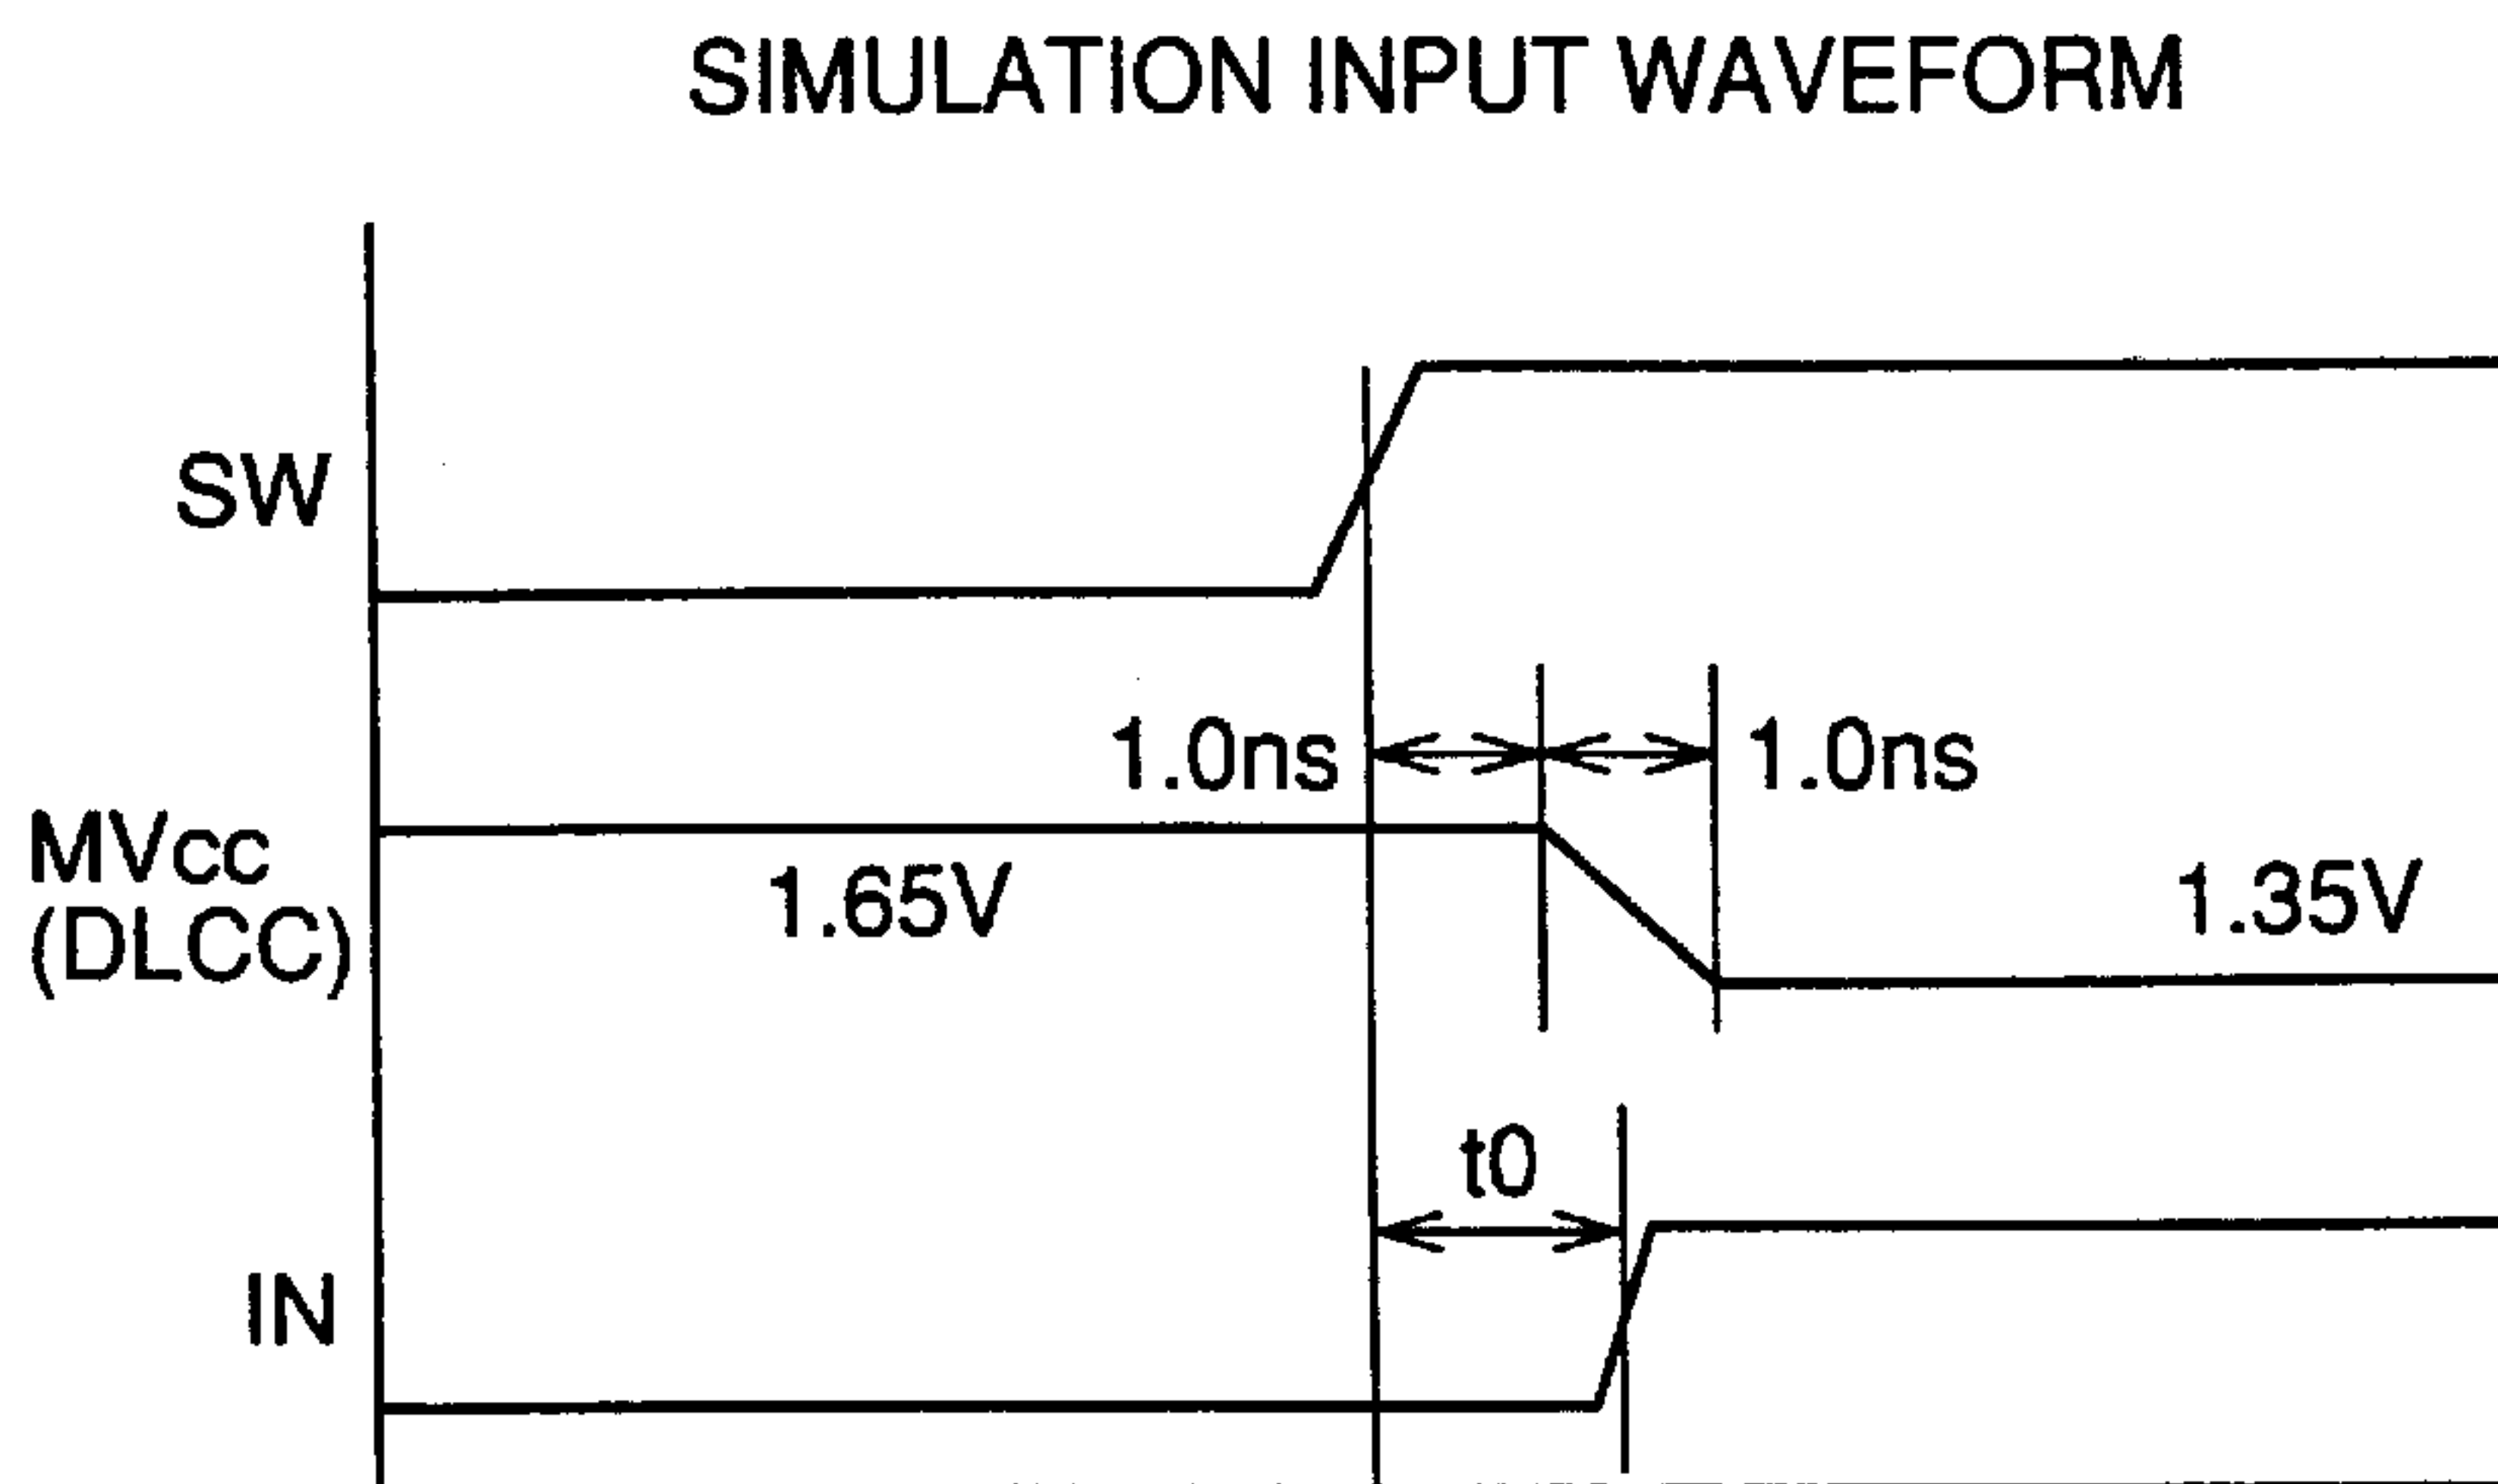 SIMULATION INPUT WAVEFORM
SW
1.0ns 1.0ns
MVcc
(DLCC)
1.65V 1.35V
t0
IN